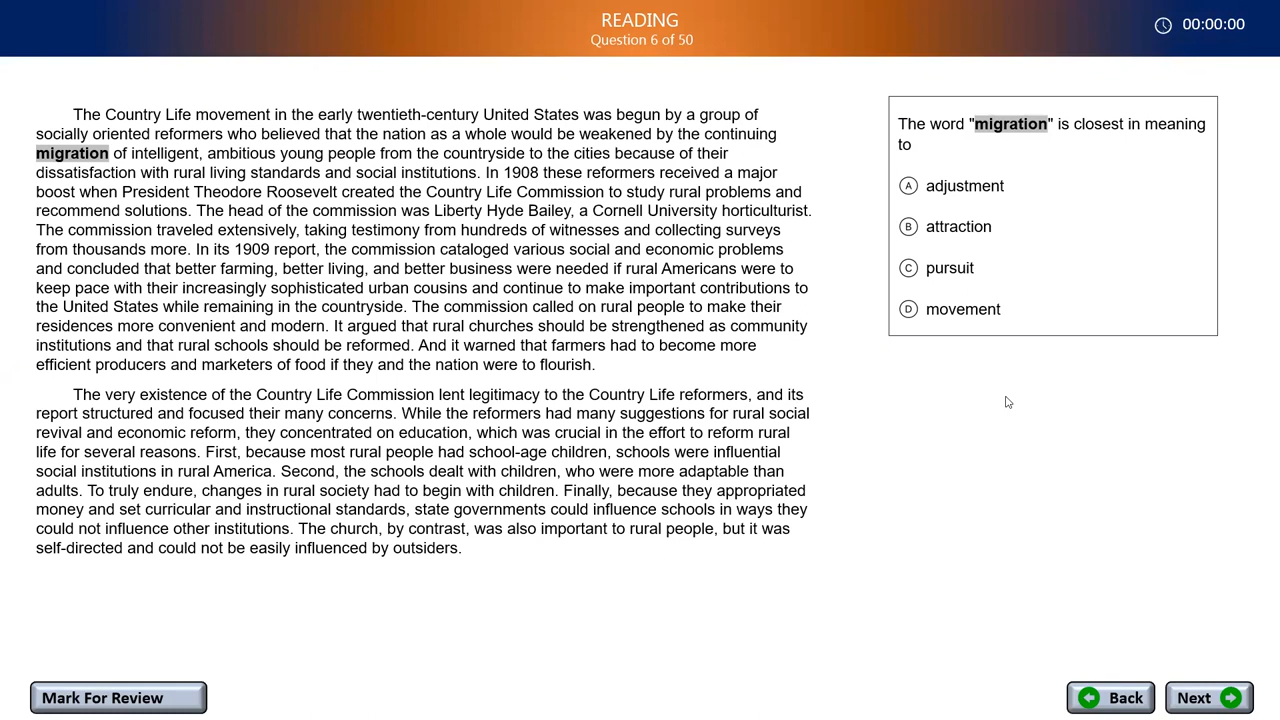 READING
Question 6 of 50
00:00:00
The Country Life movement in the early twentieth-century United States was begun by a group of
socially oriented reformers who believed that the nation as a whole would be weakened by the continuing
migration of intelligent, ambitious young people from the countryside to the cities because of their
dissatisfaction with rural living standards and social institutions. In 1908 these reformers received a major
boost when President Theodore Roosevelt created the Country Life Commission to study rural problems and
recommend solutions. The head of the commission was Liberty Hyde Bailey, a Cornell University horticulturist.
The commission traveled extensively, taking testimony from hundreds of witnesses and collecting surveys
from thousands more. In its 1909 report, the commission cataloged various social and economic problems
and concluded that better farming, better living, and better business were needed if rural Americans were to
keep pace with their increasingly sophisticated urban cousins and continue to make important contributions to
the United States while remaining in the countryside. The commission called on rural people to make their
residences more convenient and modern. It argued that rural churches should be strengthened as community
institutions and that rural schools should be reformed. And it warned that farmers had to become more
efficient producers and marketers of food if they and the nation were to flourish.
The very existence of the Country Life Commission lent legitimacy to the Country Life reformers, and its
report structured and focused their many concerns. While the reformers had many suggestions for rural social
revival and economic reform, they concentrated on education, which was crucial in the effort to reform rural
life for several reasons. First, because most rural people had school-age children, schools were influential
social institutions in rural America. Second, the schools dealt with children, who were more adaptable than
adults. To truly endure, changes in rural society had to begin with children. Finally, because they appropriated
money and set curricular and instructional standards, state governments could influence schools in ways they
could not influence other institutions. The church, by contrast, was also important to rural people, but it was
self-directed and could not be easily influenced by outsiders.
The word "migration" is closest in meaning
to
A adjustment
B attraction
C pursuit
D movement
Mark For Review
Back
Next